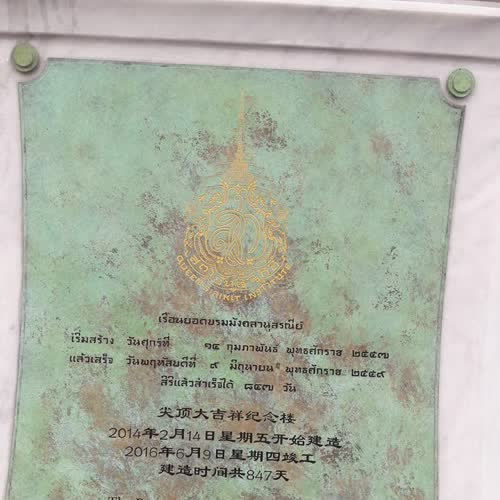 QUEEN SIRIKIT INSTITUTE
เรือนยอดบรมมังคลานุสรณีย์
เริ่มสร้าง วันศุกร์ที่ ๑๔ กุมภาพันธ์ พุทธศักราช ๒๕๕๗
แล้วเสร็จ วันพฤหัสบดีที่ ๙ มิถุนายน พุทธศักราช ๒๕๕๙
สิริแล้วสำเร็จได้ ๘๔๗ วัน
尖顶大吉祥纪念楼
2014年2月14日星期五开始建造
2016年6月9日星期四竣工
建造时间共847天